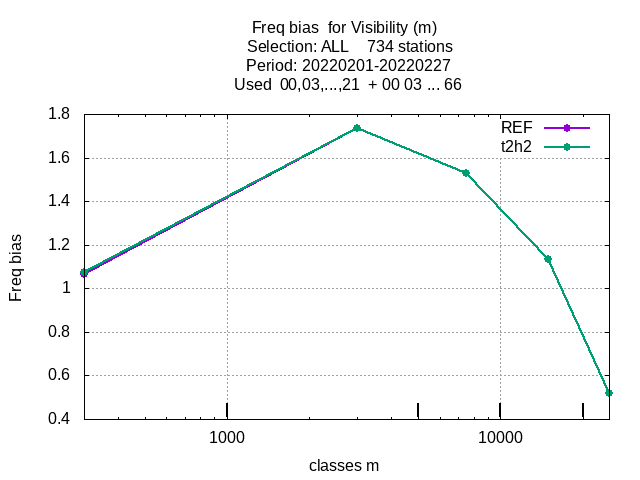 Freq bias  for Visibility (m)
Selection: ALL    734 stations
Period: 20220201-20220227
Used  00,03,...,21  + 00 03 ... 66
REF
t2h2
1.8
1.6
1.4
1.2
1
0.8
0.6
0.4
Freq bias
1000
10000
classes m